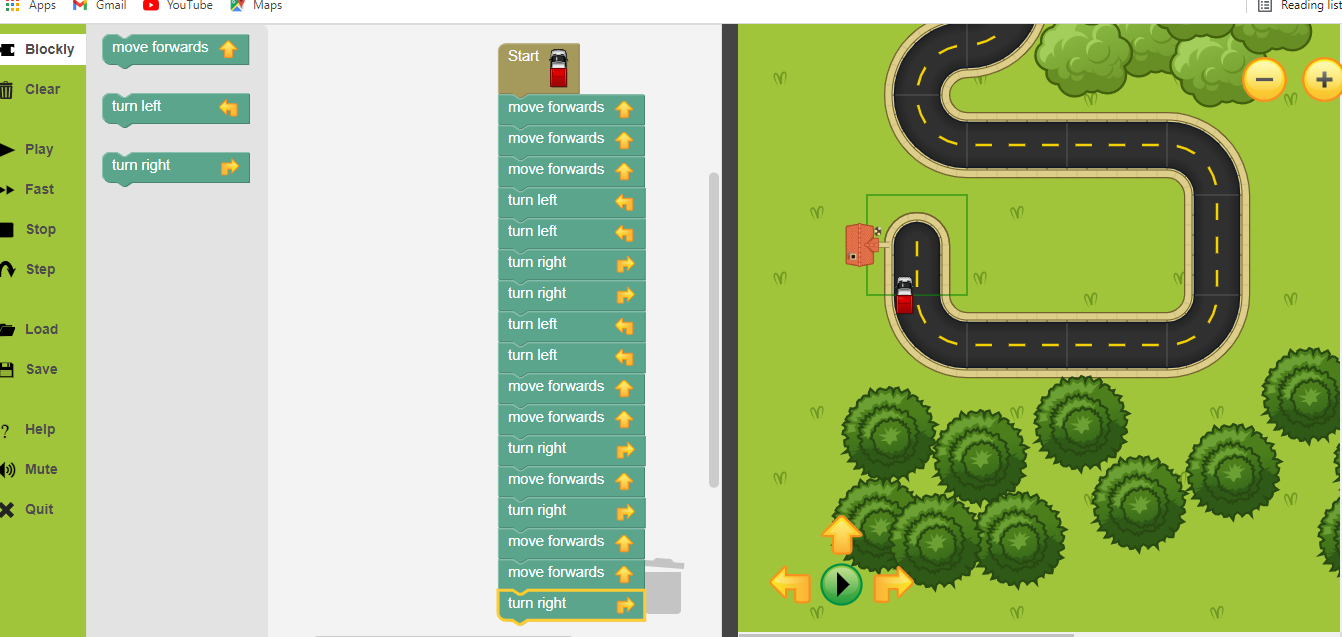 Apps Gmail YouTube Maps Reading list
Blockly
Clear
Play
Fast
Stop
Step
Load
Save
? Help
Mute
Quit
move forwards
turn left
turn right
Start
move forwards
move forwards
move forwards
turn left
turn left
turn right
turn right
turn left
turn left
move forwards
move forwards
turn right
move forwards
turn right
move forwards
move forwards
turn right